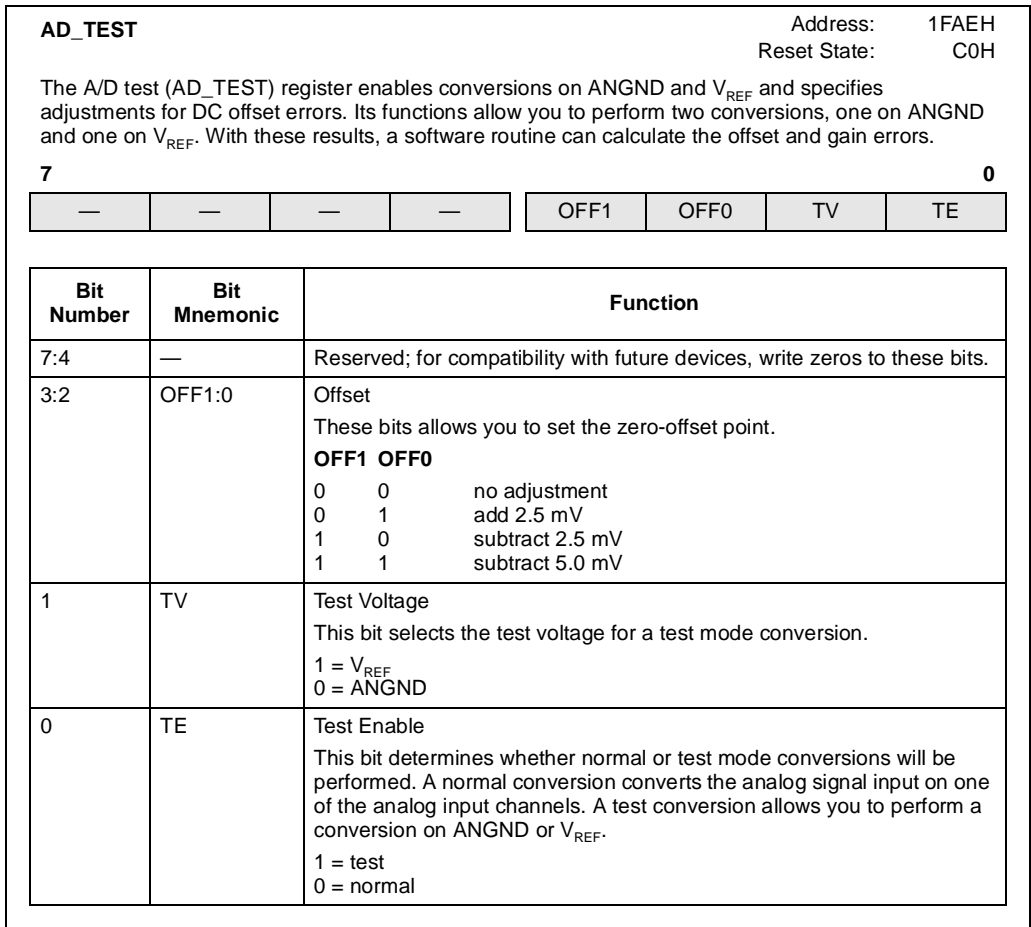 AD_TEST
Address: 1FAEH
Reset State: C0H
The A/D test (AD_TEST) register enables conversions on ANGND and VREF and specifies
adjustments for DC offset errors. Its functions allow you to perform two conversions, one on ANGND
and one on VREF. With these results, a software routine can calculate the offset and gain errors.
7 0
— — — — OFF1 OFF0 TV TE
Bit Number Bit Mnemonic Function
7:4 — Reserved; for compatibility with future devices, write zeros to these bits.
3:2 OFF1:0 Offset
These bits allows you to set the zero-offset point.
OFF1 OFF0
0 0 no adjustment
0 1 add 2.5 mV
1 0 subtract 2.5 mV
1 1 subtract 5.0 mV
1 TV Test Voltage
This bit selects the test voltage for a test mode conversion.
1 = VREF
0 = ANGND
0 TE Test Enable
This bit determines whether normal or test mode conversions will be
performed. A normal conversion converts the analog signal input on one
of the analog input channels. A test conversion allows you to perform a
conversion on ANGND or VREF.
1 = test
0 = normal